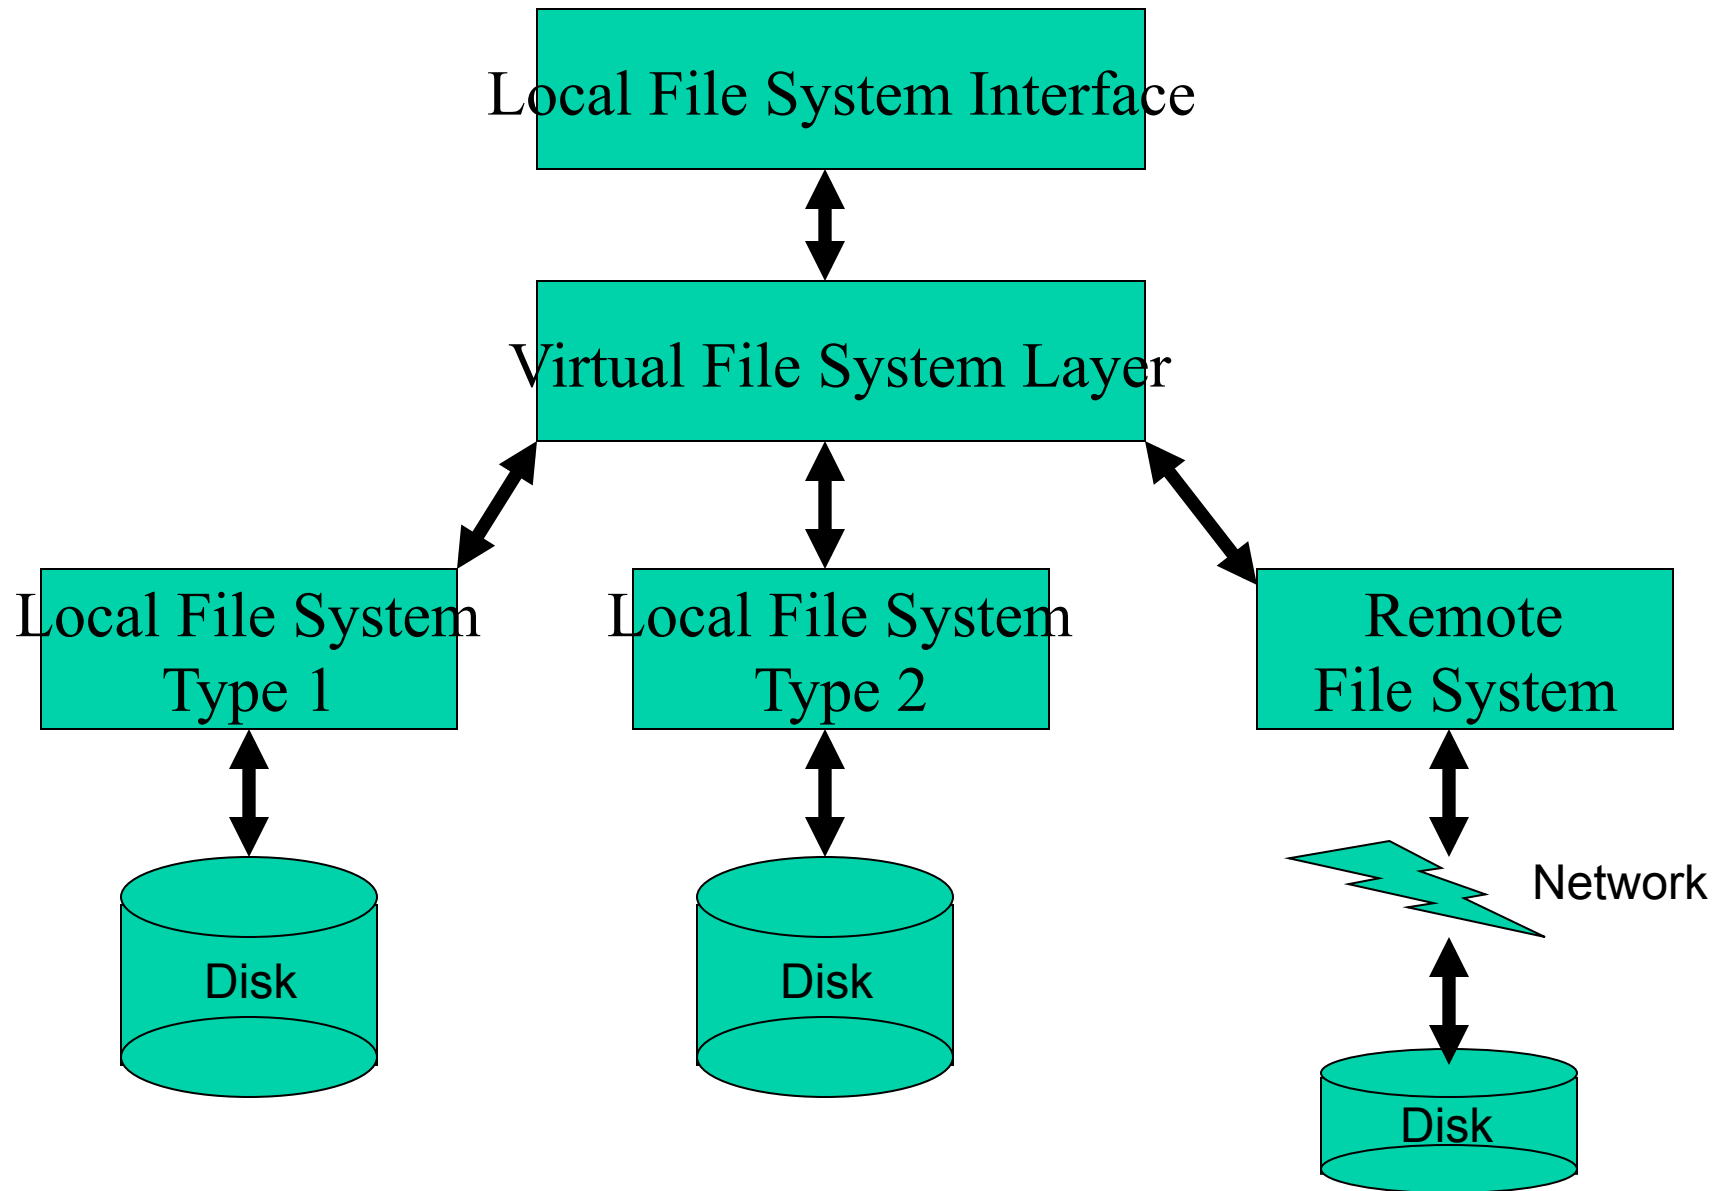 Local File System Interface
Virtual File System Layer
Local File System
Type 1
Local File System
Type 2
Remote
File System
Network
Disk
Disk
Disk